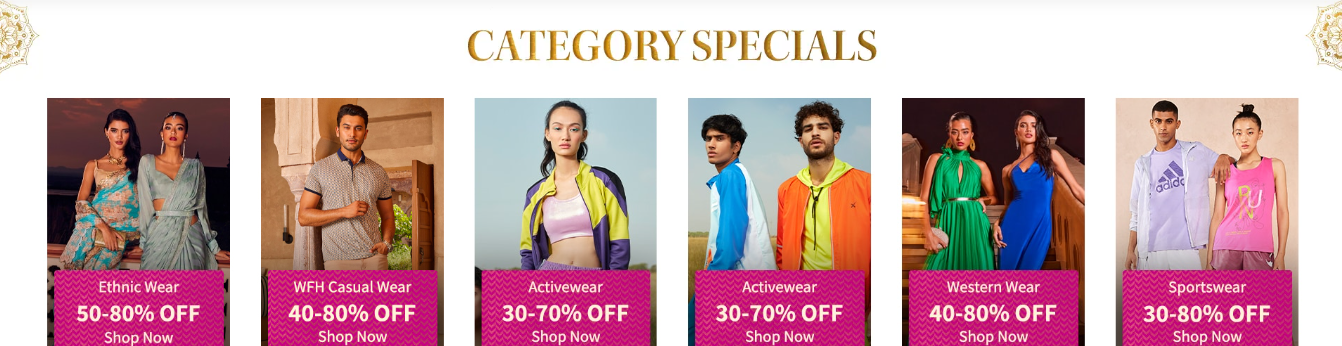 CATEGORY SPECIALS
adidas
RUN
Ethnic Wear
50-80% OFF
Shop Now
WFH Casual Wear
40-80% OFF
Shop Now
Activewear
30-70% OFF
Shop Now
Activewear
30-70% OFF
Shop Now
Western Wear
40-80% OFF
Shop Now
Sportswear
30-80% OFF
Shop Now